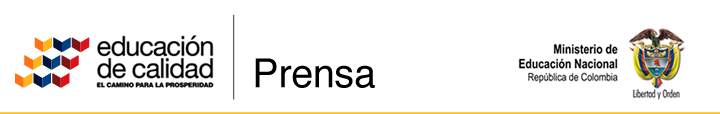 educación
de calidad
EL CAMINO PARA LA PROSPERIDAD
Prensa
Ministerio de
Educación Nacional
República de Colombia
Libertad y Orden